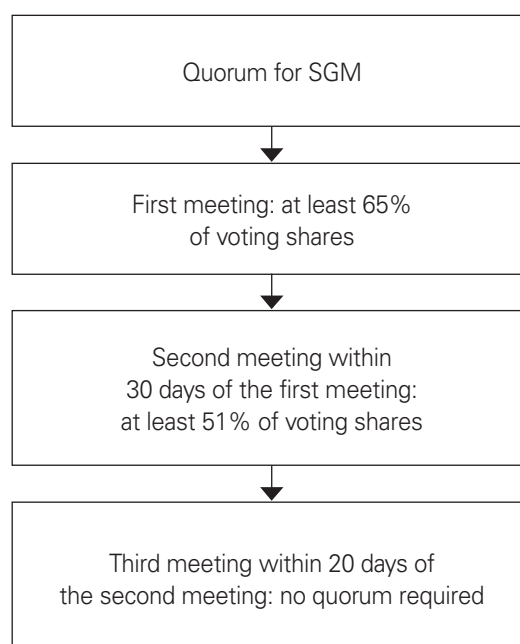 Quorum for SGM
First meeting: at least 65%
of voting shares
Second meeting within
30 days of the first meeting:
at least 51% of voting shares
Third meeting within 20 days of
the second meeting: no quorum required